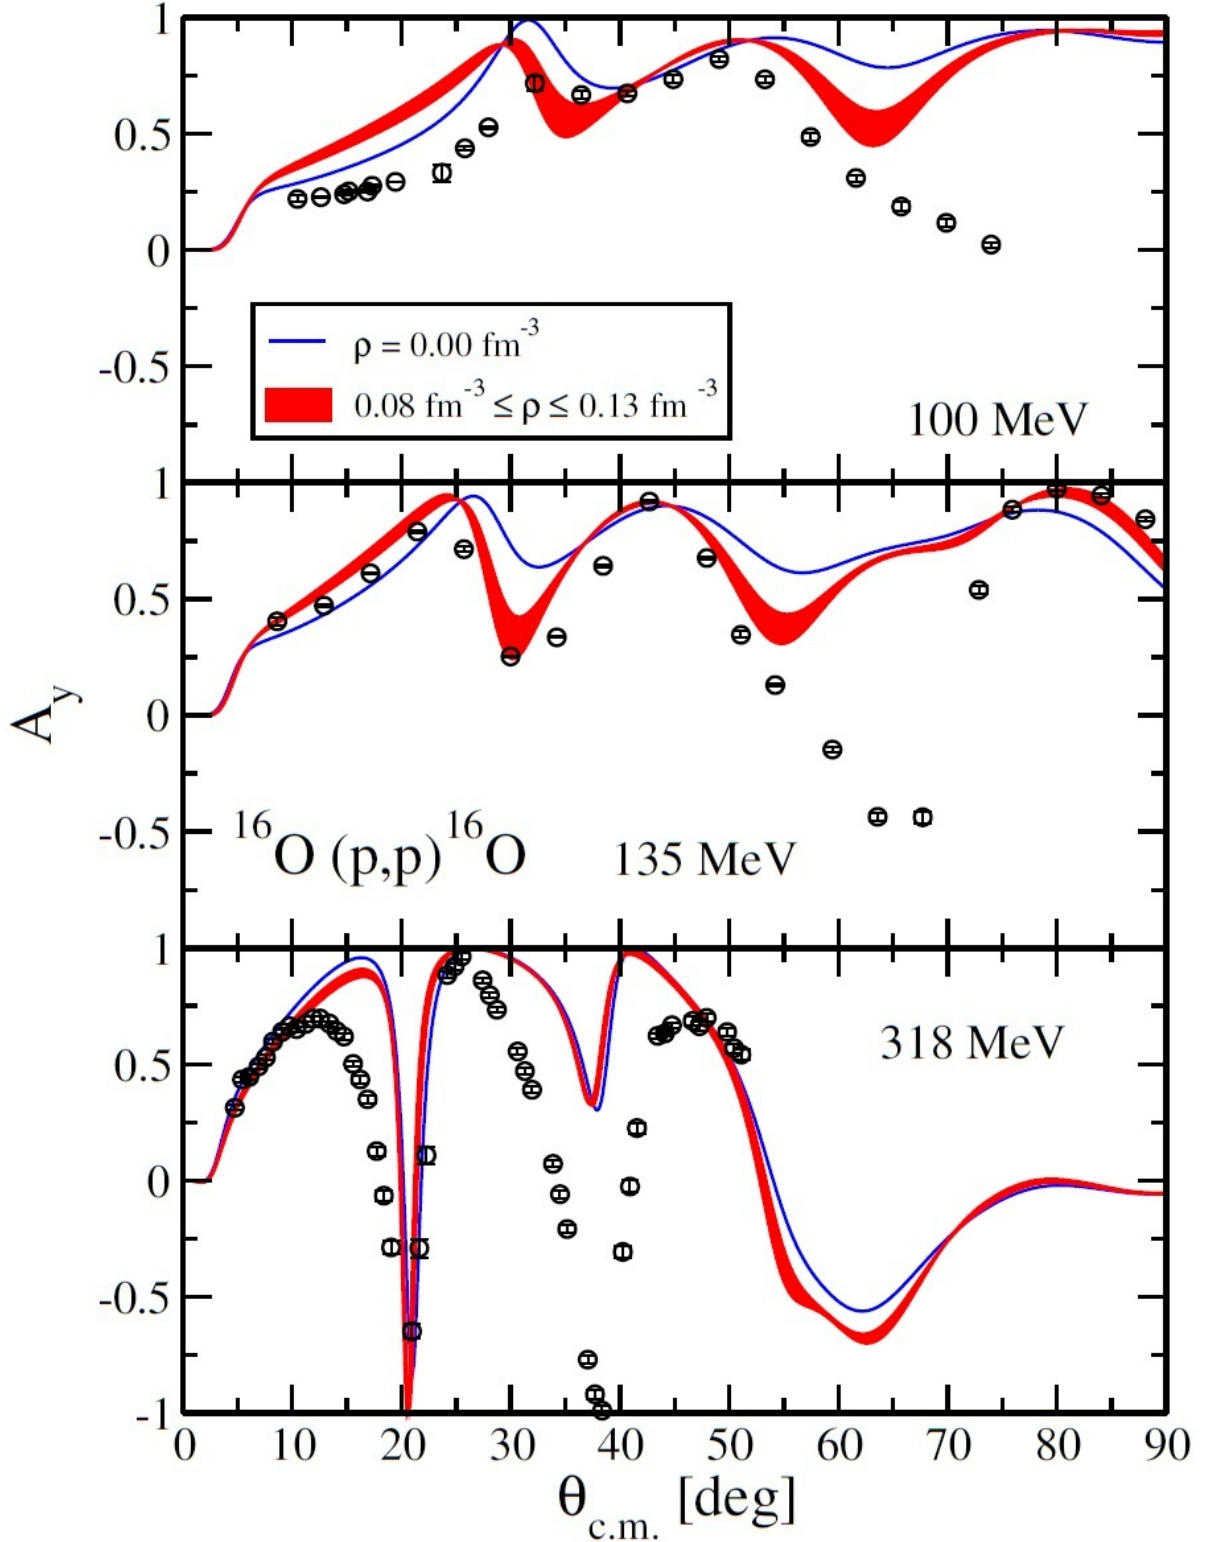 1
0.5
0
-0.5
ρ = 0.00 fm⁻³
0.08 fm⁻³ ≤ ρ ≤ 0.13 fm⁻³
100 MeV
1
0.5
0
-0.5
A_y
¹⁶O (p,p) ¹⁶O
135 MeV
1
0.5
0
-0.5
-1
318 MeV
0 10 20 30 40 50 60 70 80 90
θ_c.m. [deg]